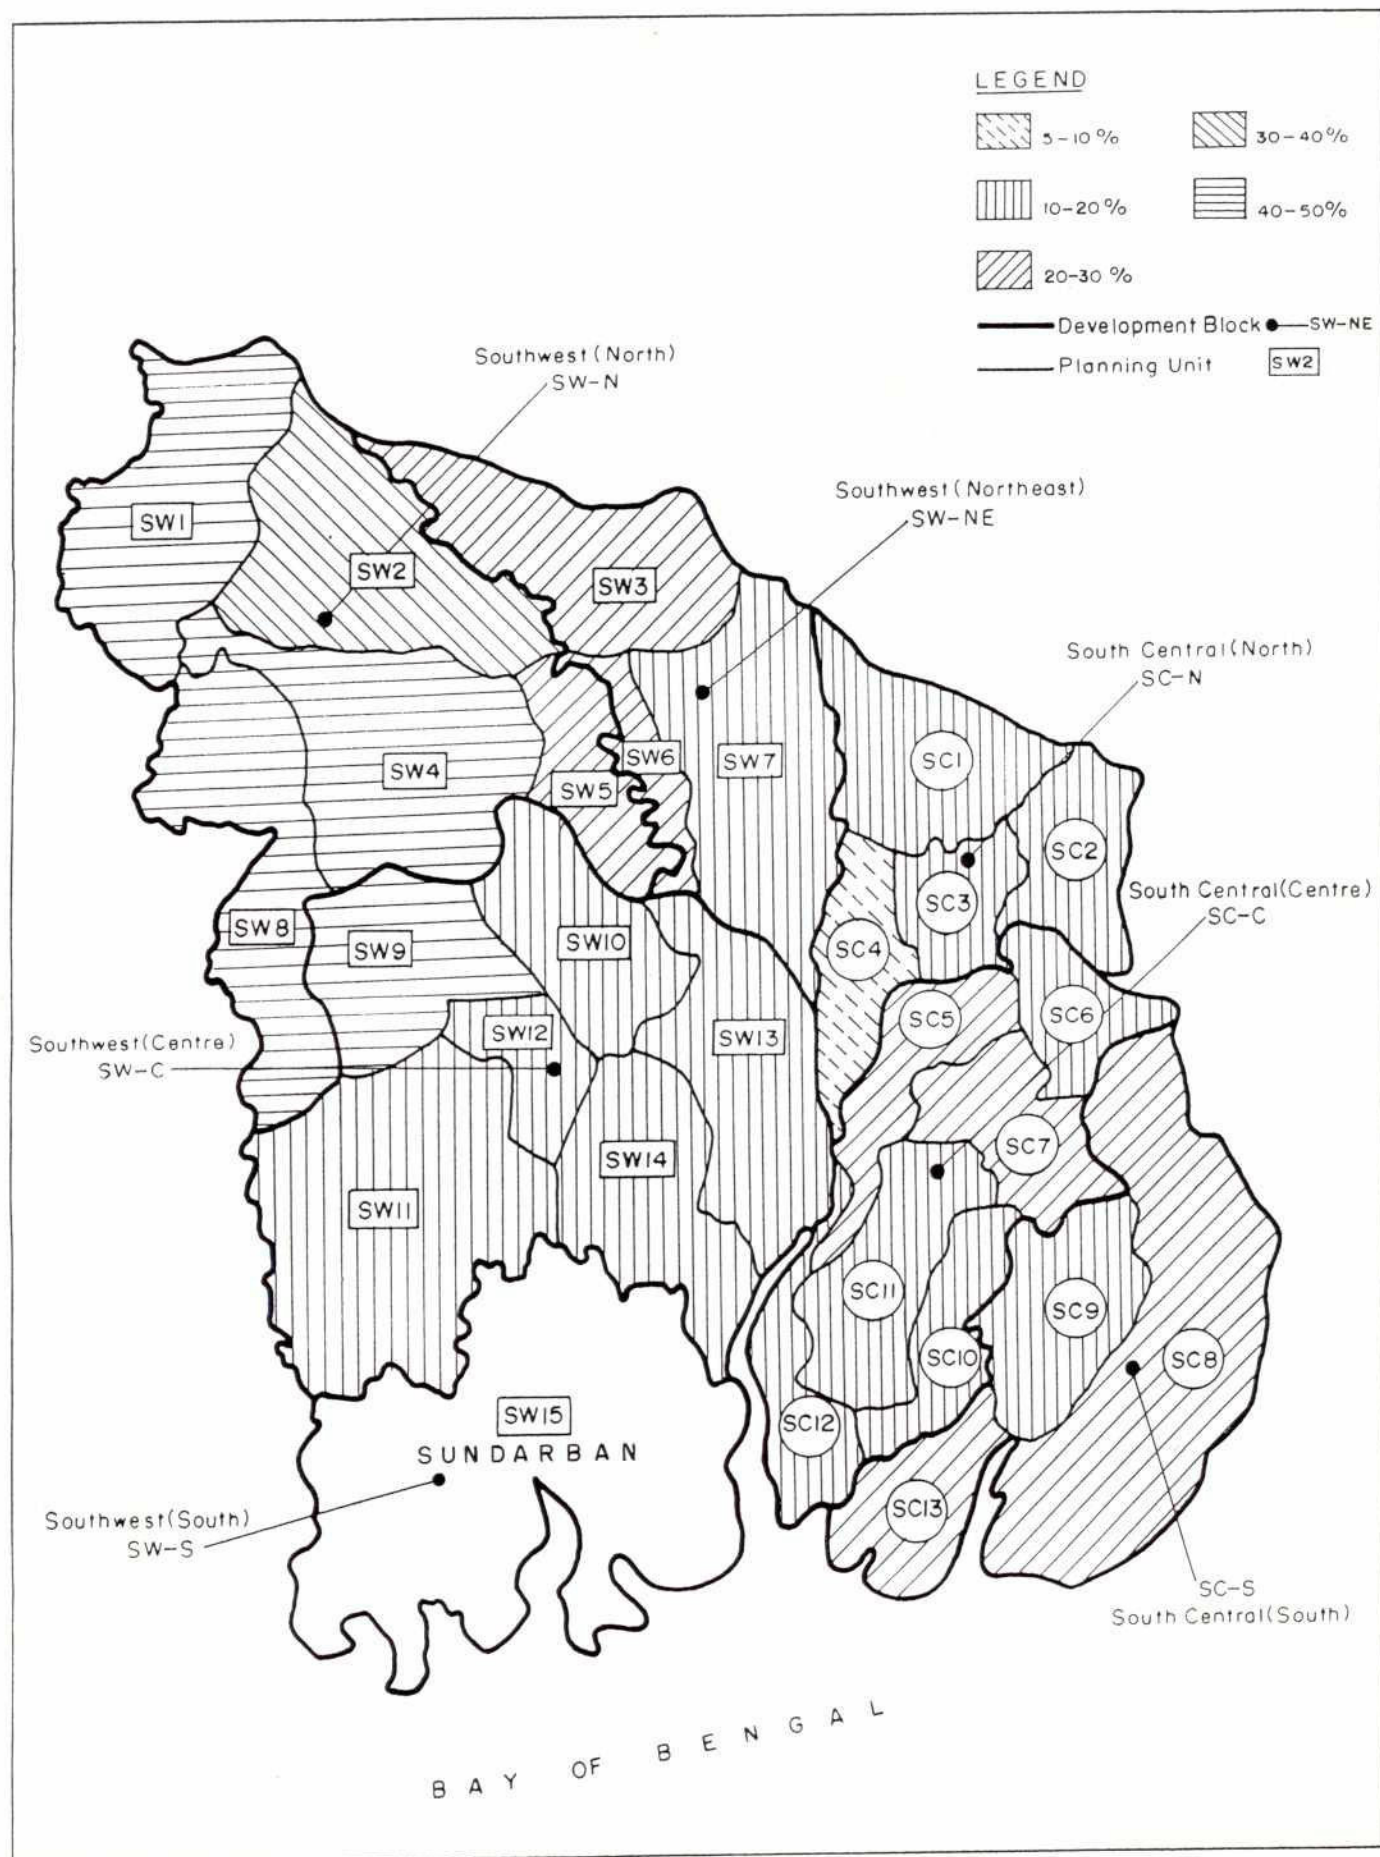 LEGEND
5-10 %
30-40%
10-20%
40-50%
20-30 %
Development Block
SW-NE
Planning Unit
SW2
Southwest (North)
SW-N
Southwest (Northeast)
SW-NE
SW1
SW2
SW3
South Central (North)
SC-N
SW4
SW5
SW6
SW7
SC1
SC2
South Central (Centre)
SC-C
SC3
SW8
SW9
SW10
SC4
SC5
SC6
SW12
SW13
Southwest (Centre)
SW-C
SC7
SW14
SW11
SC11
SC9
SC10
SC8
SW15
SUNDARBAN
SC12
SC13
Southwest (South)
SW-S
SC-S
South Central (South)
BAY OF BENGAL